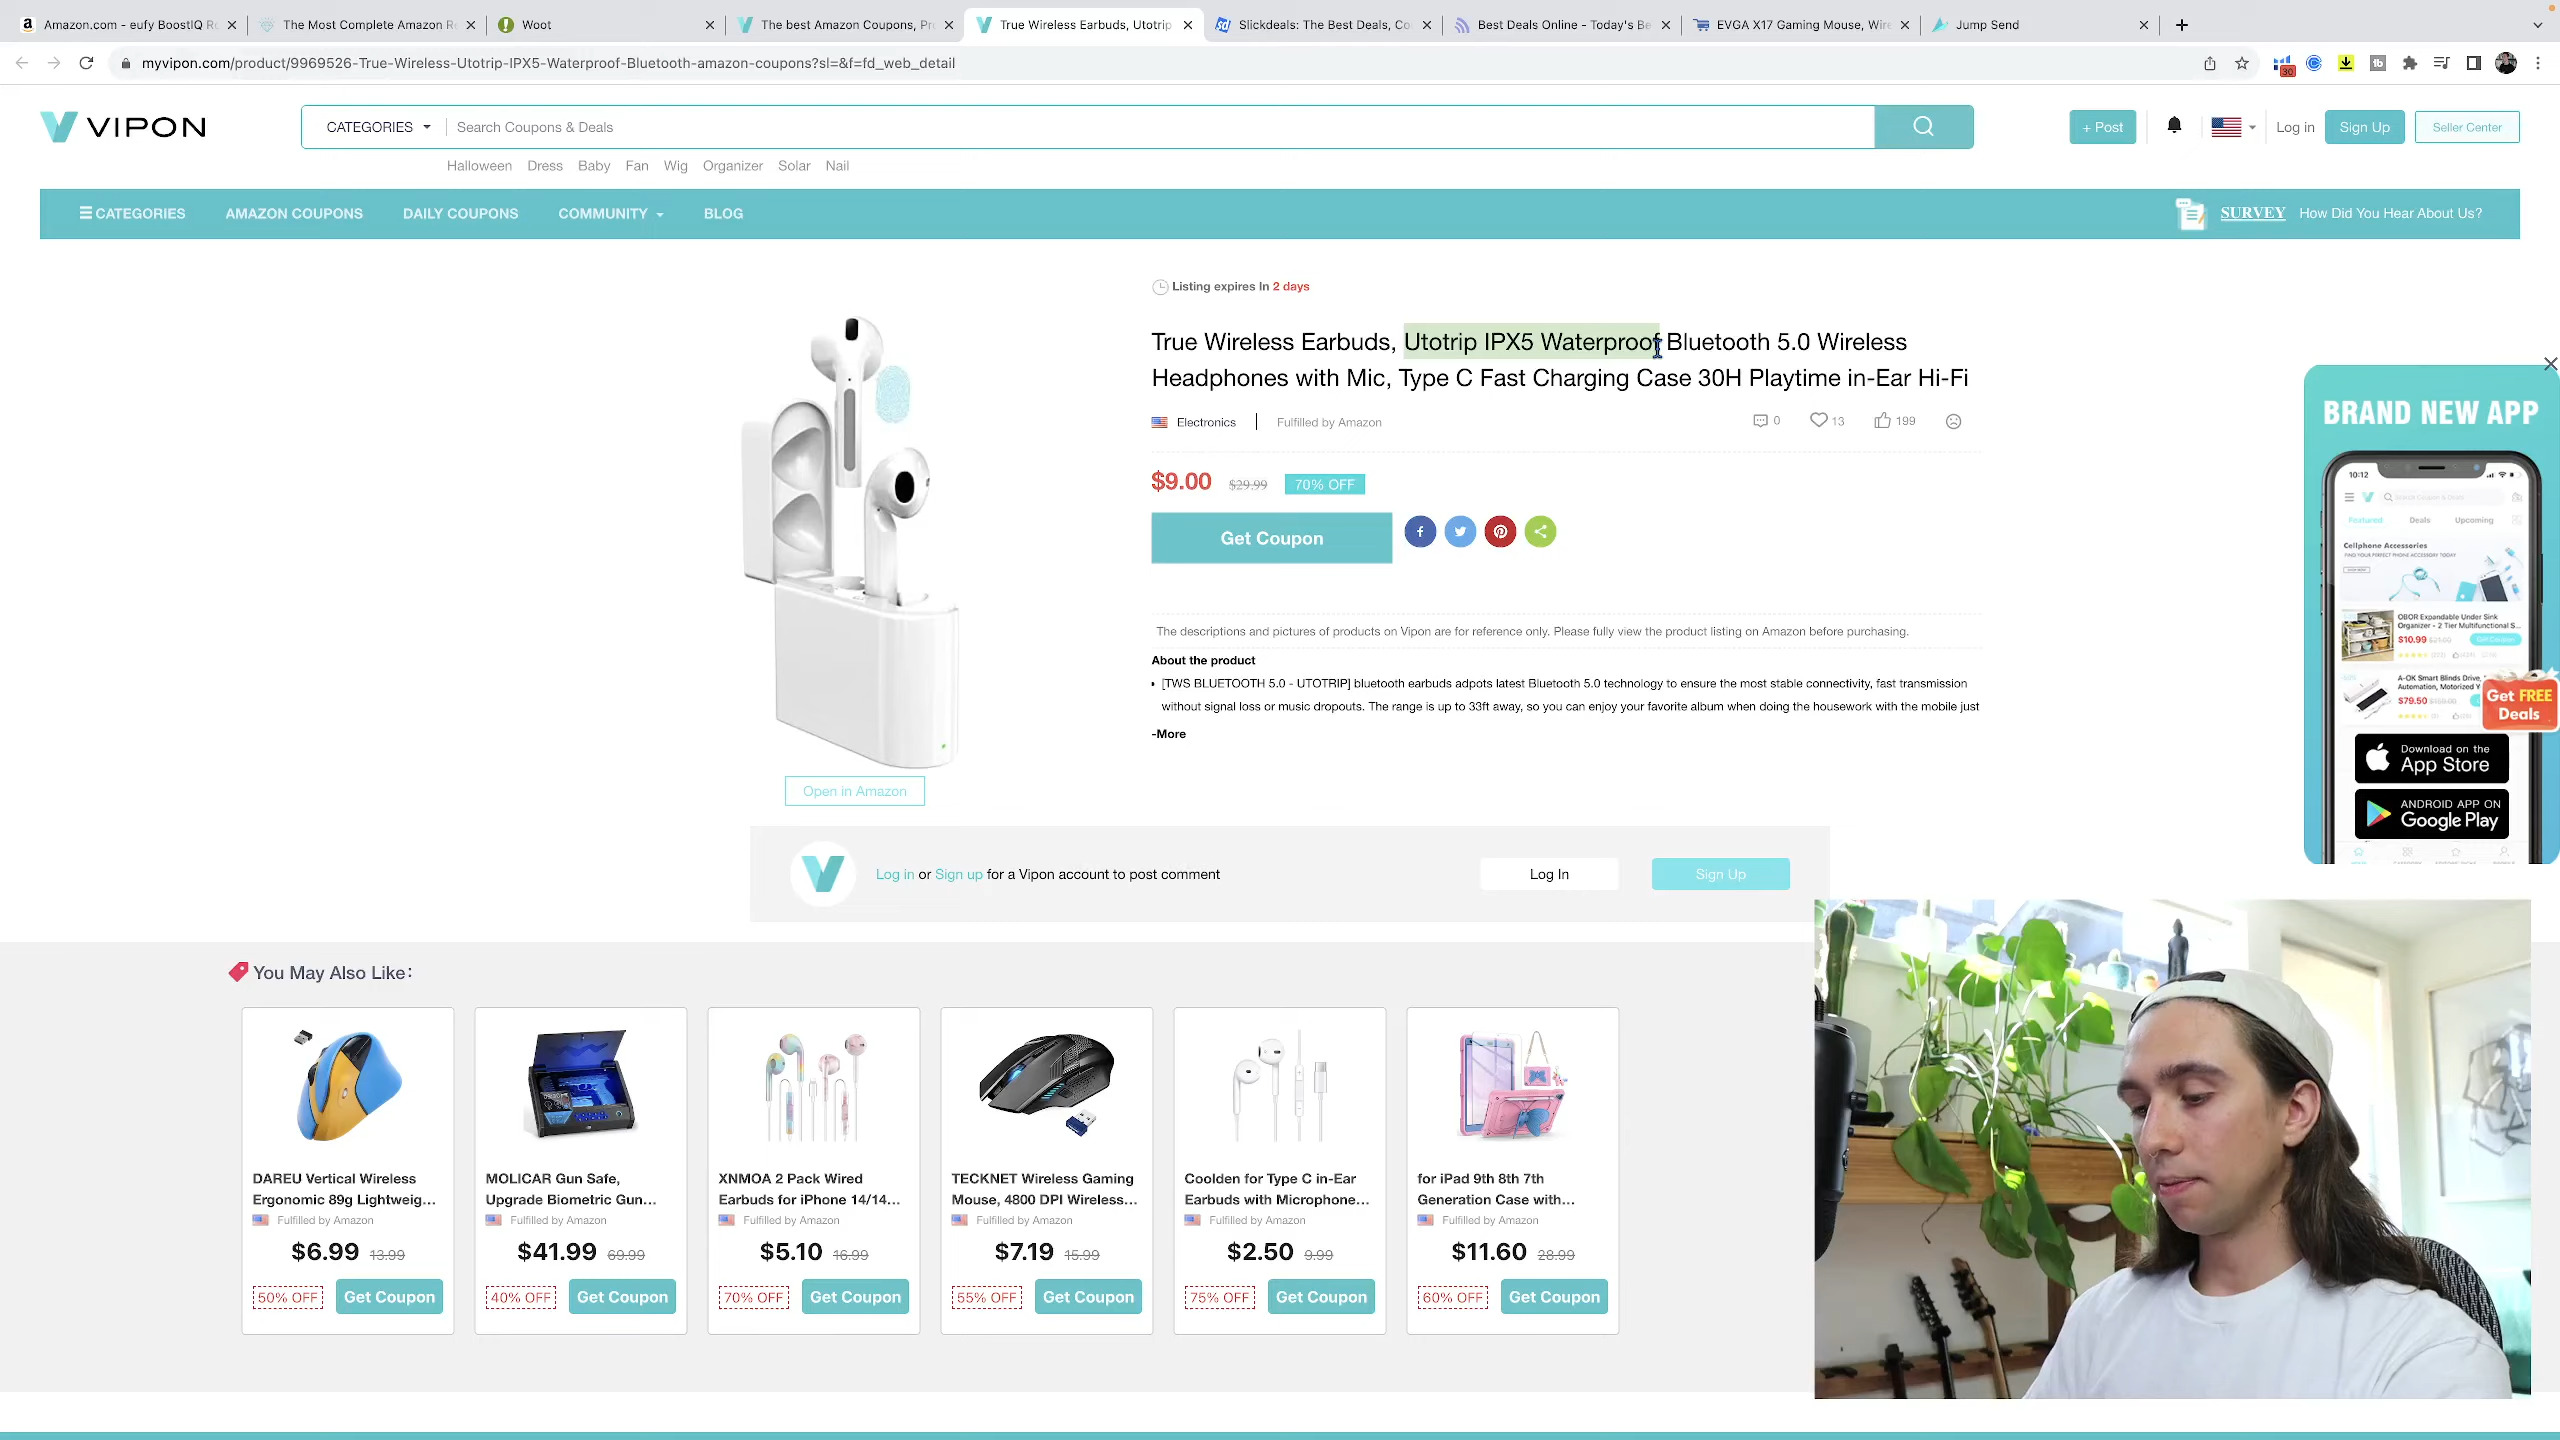 Amazon.com - eufy BoostIQ Ro
The Most Complete Amazon Re
Woot
The best Amazon Coupons, Pr
True Wireless Earbuds, Utotrip
Slickdeals: The Best Deals, Co
Best Deals Online - Today's Be
EVGA X17 Gaming Mouse, Wire
Jump Send
myvipon.com/product/9969526-True-Wireless-Utotrip-IPX5-Waterproof-Bluetooth-amazon-coupons?sl=&f=fd_web_detail
30
VIPON
CATEGORIES
Search Coupons & Deals
+ Post
Log in
Sign Up
Seller Center
Halloween Dress Baby Fan Wig Organizer Solar Nail
CATEGORIES AMAZON COUPONS DAILY COUPONS COMMUNITY BLOG
SURVEY How Did You Hear About Us?
Listing expires In 2 days
True Wireless Earbuds, Utotrip IPX5 Waterproof Bluetooth 5.0 Wireless
Headphones with Mic, Type C Fast Charging Case 30H Playtime in-Ear Hi-Fi
Electronics Fulfilled by Amazon
0 13 199
$9.00 $29.99 70% OFF
Get Coupon
The descriptions and pictures of products on Vipon are for reference only. Please fully view the product listing on Amazon before purchasing.
About the product
• [TWS BLUETOOTH 5.0 - UTOTRIP] bluetooth earbuds adpots latest Bluetooth 5.0 technology to ensure the most stable connectivity, fast transmission
without signal loss or music dropouts. The range is up to 33ft away, so you can enjoy your favorite album when doing the housework with the mobile just
-More
Open in Amazon
Log in or Sign up for a Vipon account to post comment
Log In
Sign Up
BRAND NEW APP
10:12
Featured Deals Upcoming
Cellphone Accessories
OBOR Expandable Under Sink
Organizer - 2 Tier Multifunctional S...
$10.99
A-OK Smart Blinds Drive,
Automation, Motorized Y
$79.50
Get FREE
Deals
Download on the
App Store
ANDROID APP ON
Google Play
You May Also Like:
DAREU Vertical Wireless
Ergonomic 89g Lightweig...
Fulfilled by Amazon
$6.99 13.99
50% OFF Get Coupon
MOLICAR Gun Safe,
Upgrade Biometric Gun...
Fulfilled by Amazon
$41.99 69.99
40% OFF Get Coupon
XNMOA 2 Pack Wired
Earbuds for iPhone 14/14...
Fulfilled by Amazon
$5.10 16.99
70% OFF Get Coupon
TECKNET Wireless Gaming
Mouse, 4800 DPI Wireless...
Fulfilled by Amazon
$7.19 15.99
55% OFF Get Coupon
Coolden for Type C in-Ear
Earbuds with Microphone...
Fulfilled by Amazon
$2.50 9.99
75% OFF Get Coupon
for iPad 9th 8th 7th
Generation Case with...
Fulfilled by Amazon
$11.60 28.99
60% OFF Get Coupon